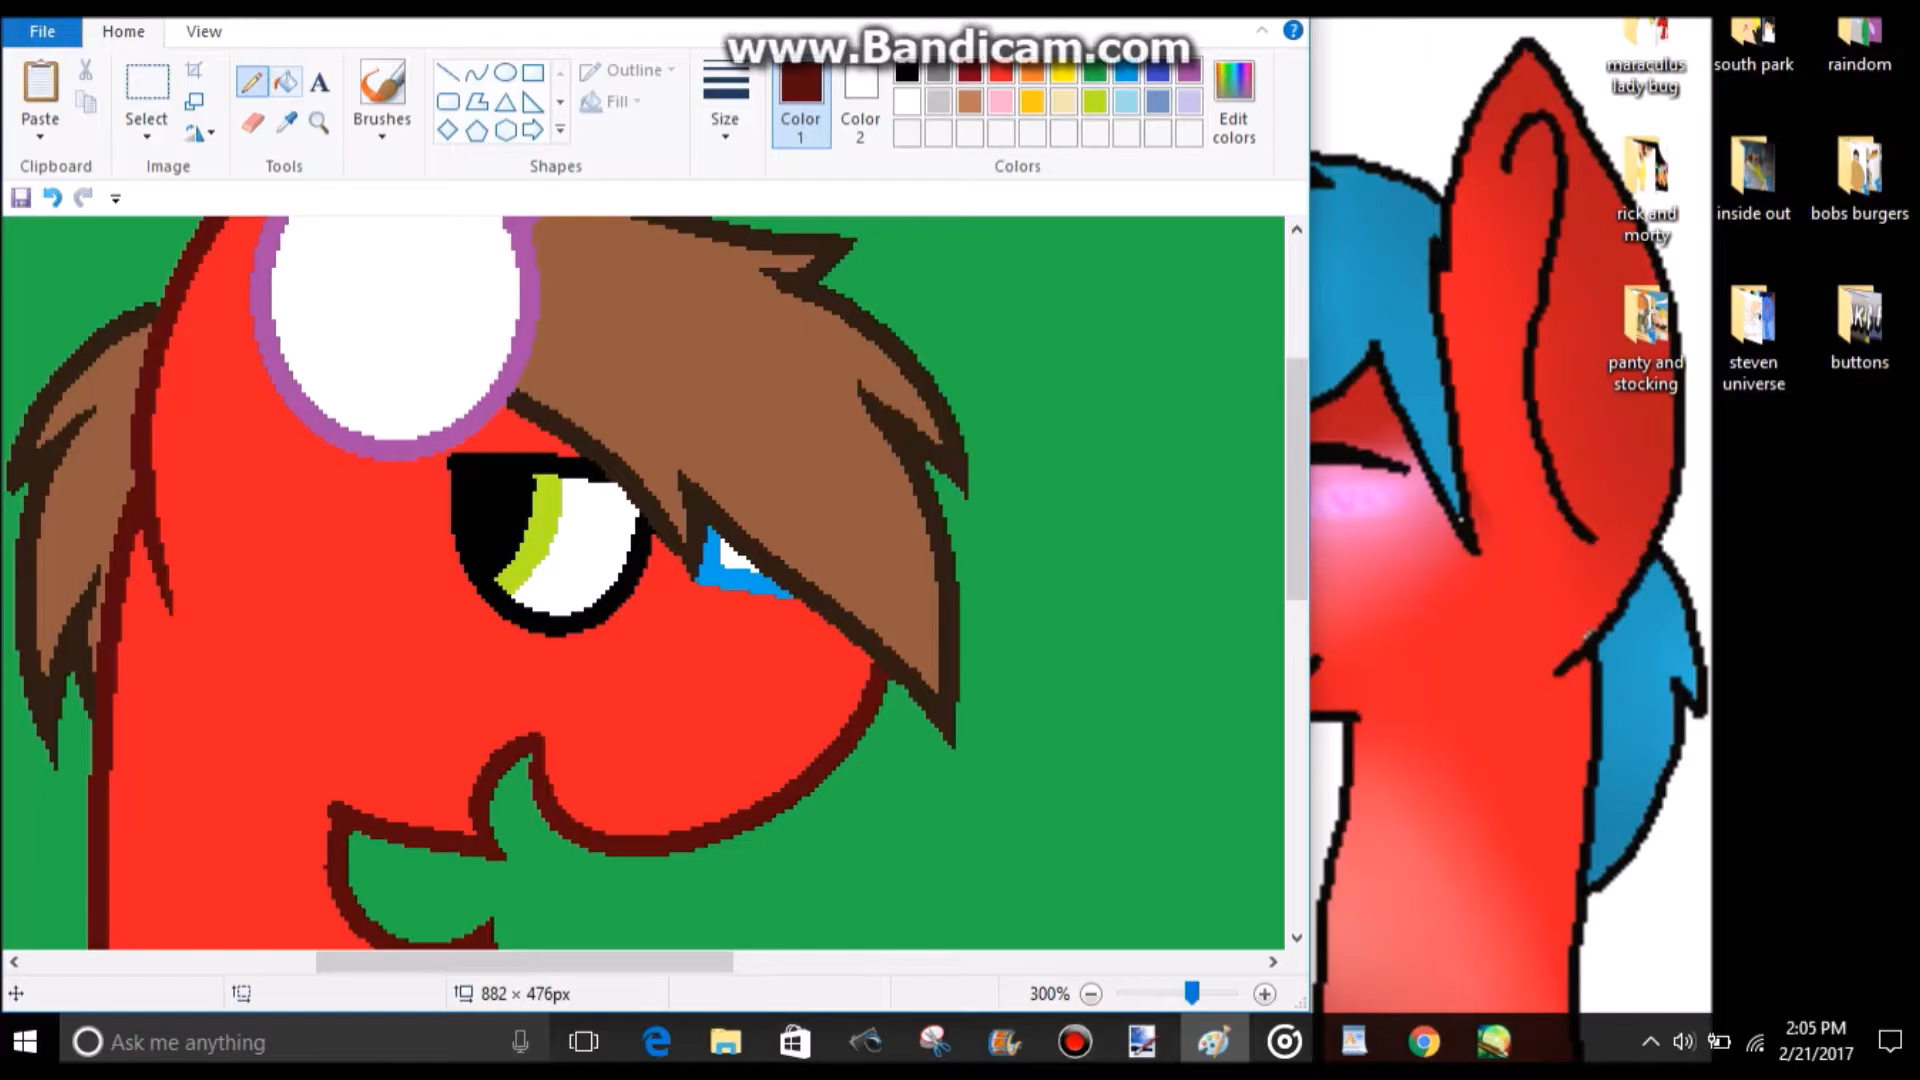 www.Bandicam.com
File Home View
Outline
Fill
Paste
Select
Brushes
Size
Color
1
Color
2
Edit
colors
Clipboard
Image
Tools
Shapes
Colors
882 × 476px
300%
maraculus
lady bug
south park
raindom
rick and
morty
inside out
bobs burgers
panty and
stocking
steven
universe
buttons
Ask me anything
2:05 PM
2/21/2017